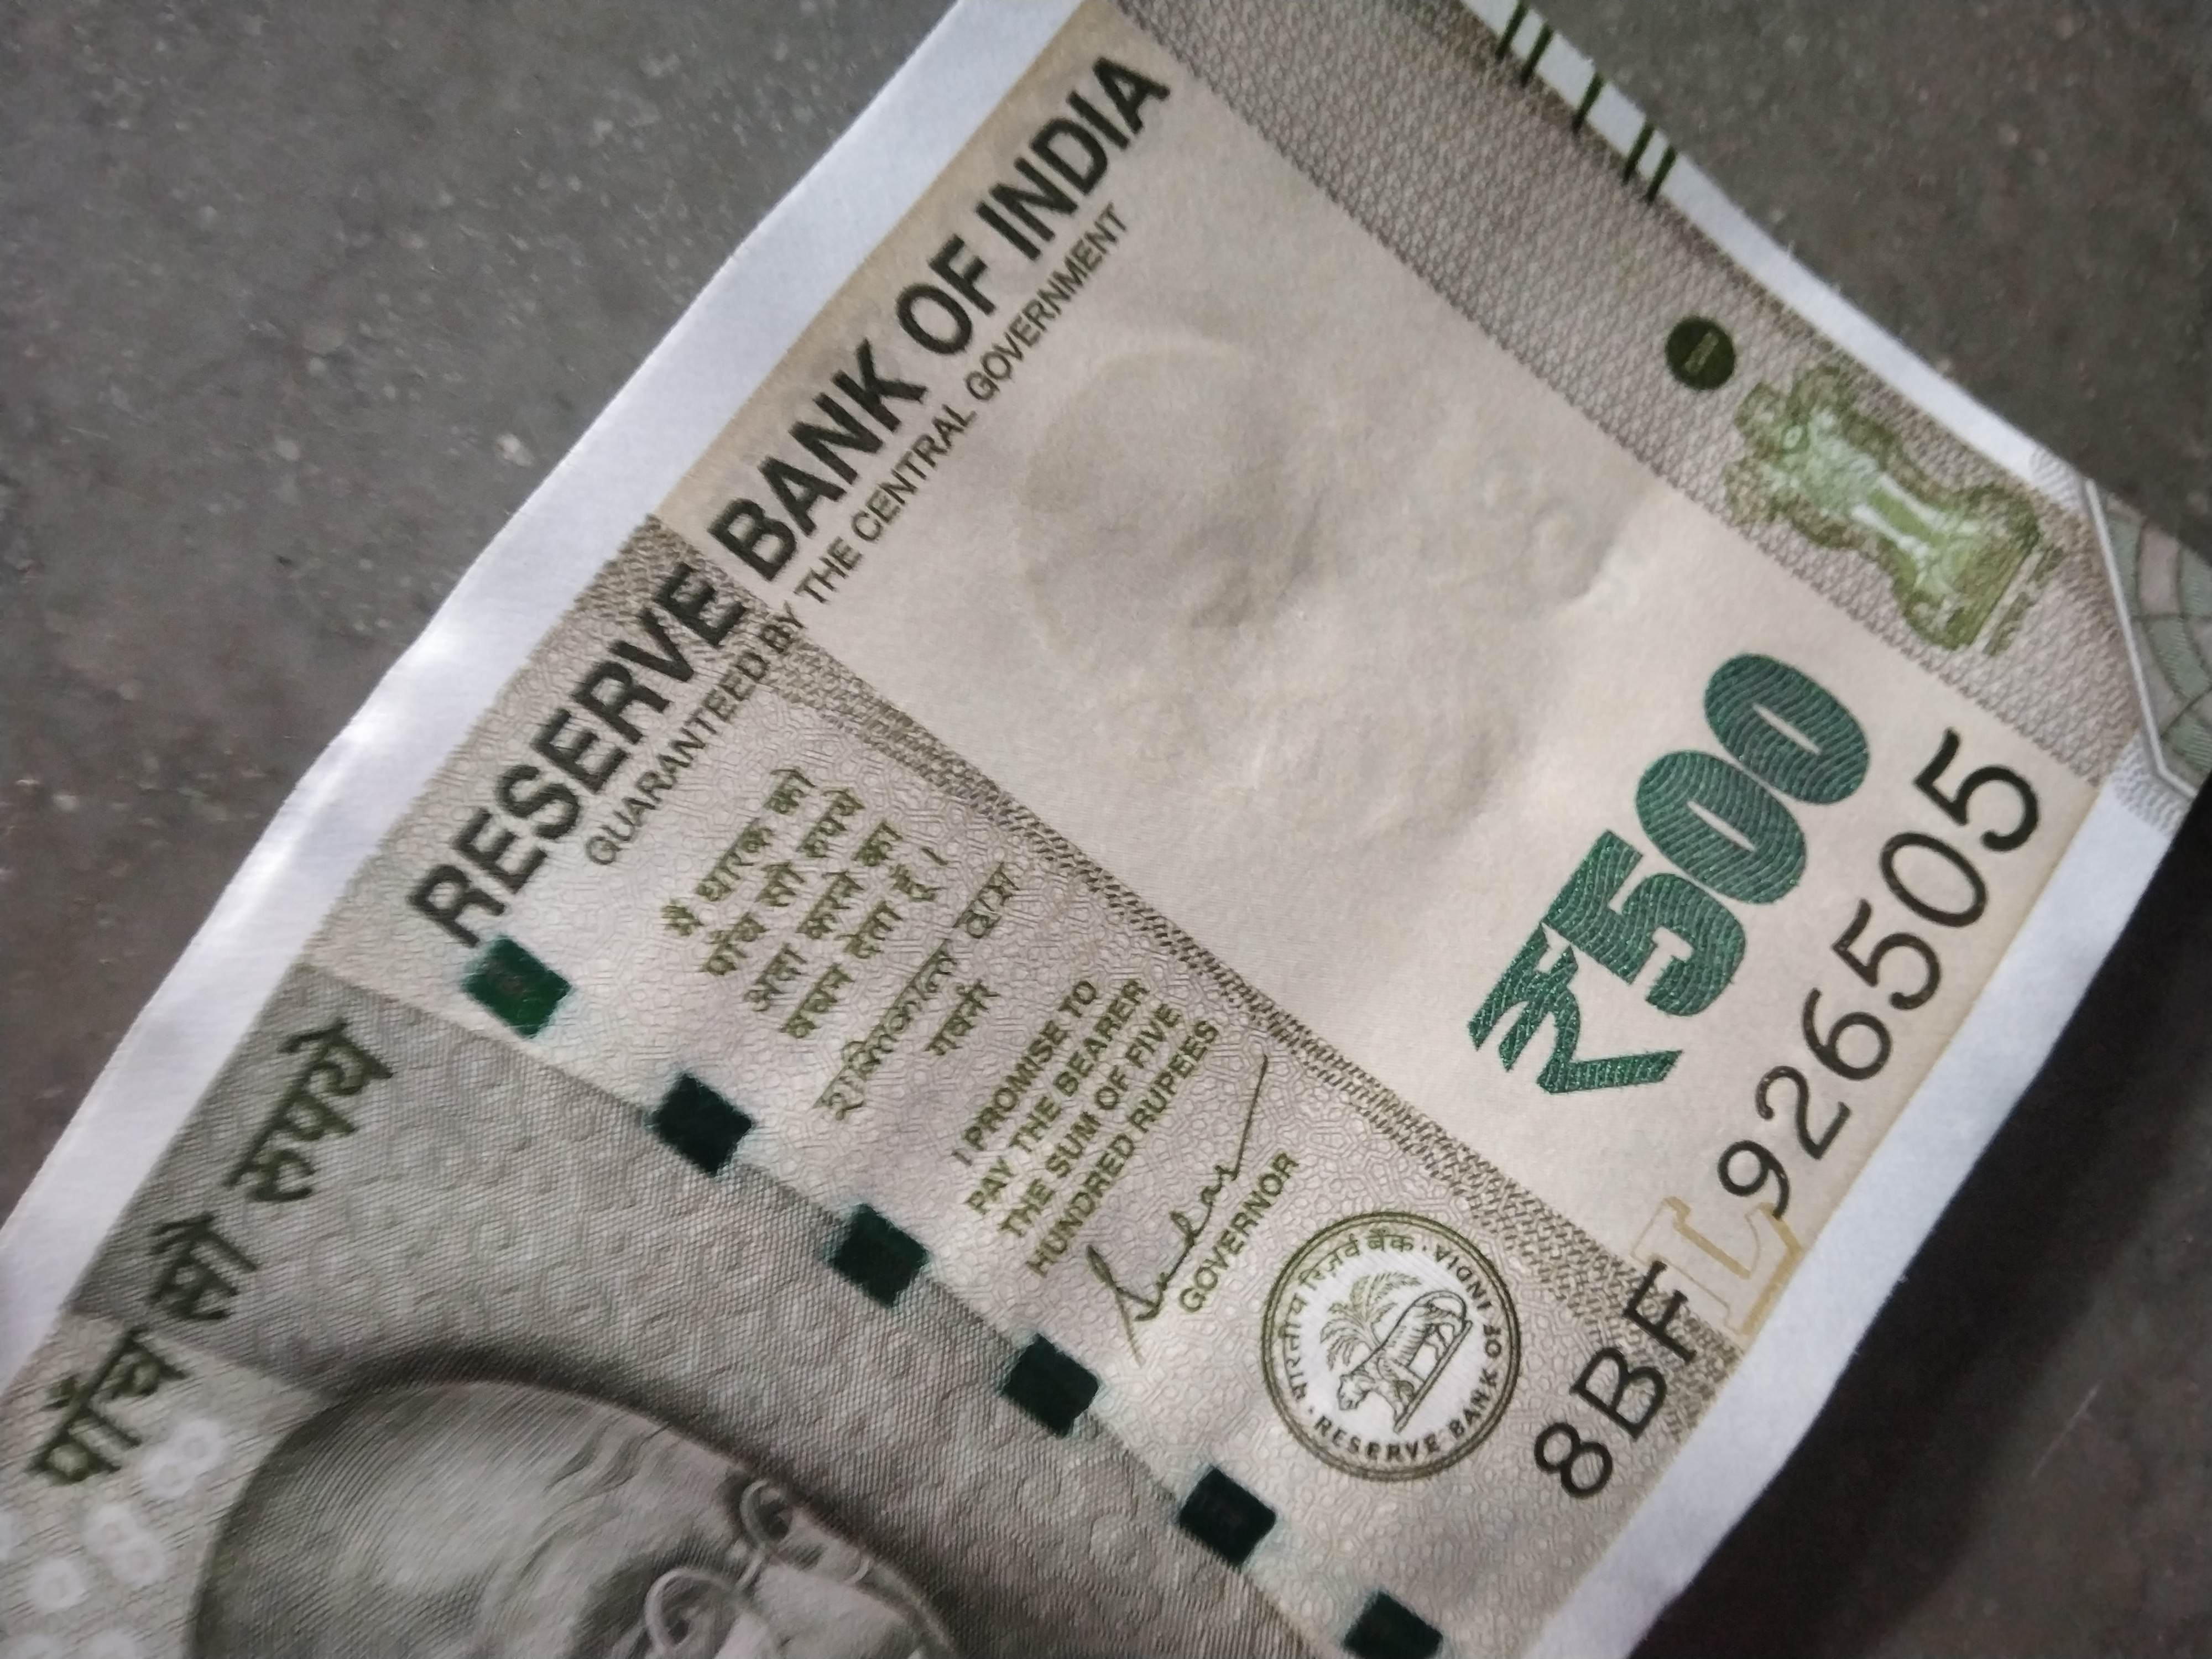 पाँच सौ रुपये
RESERVE BANK OF INDIA
GUARANTEED BY THE CENTRAL GOVERNMENT
मैं धारक को
पाँच सौ रुपये
अदा करने का
वचन देता हूँ।
शक्तिकान्त दास
गवर्नर
I PROMISE TO
PAY THE BEARER
THE SUM OF FIVE
HUNDRED RUPEES
GOVERNOR
भारतीय रिज़र्व बैंक
RESERVE BANK OF INDIA
₹500
8BF L 926505